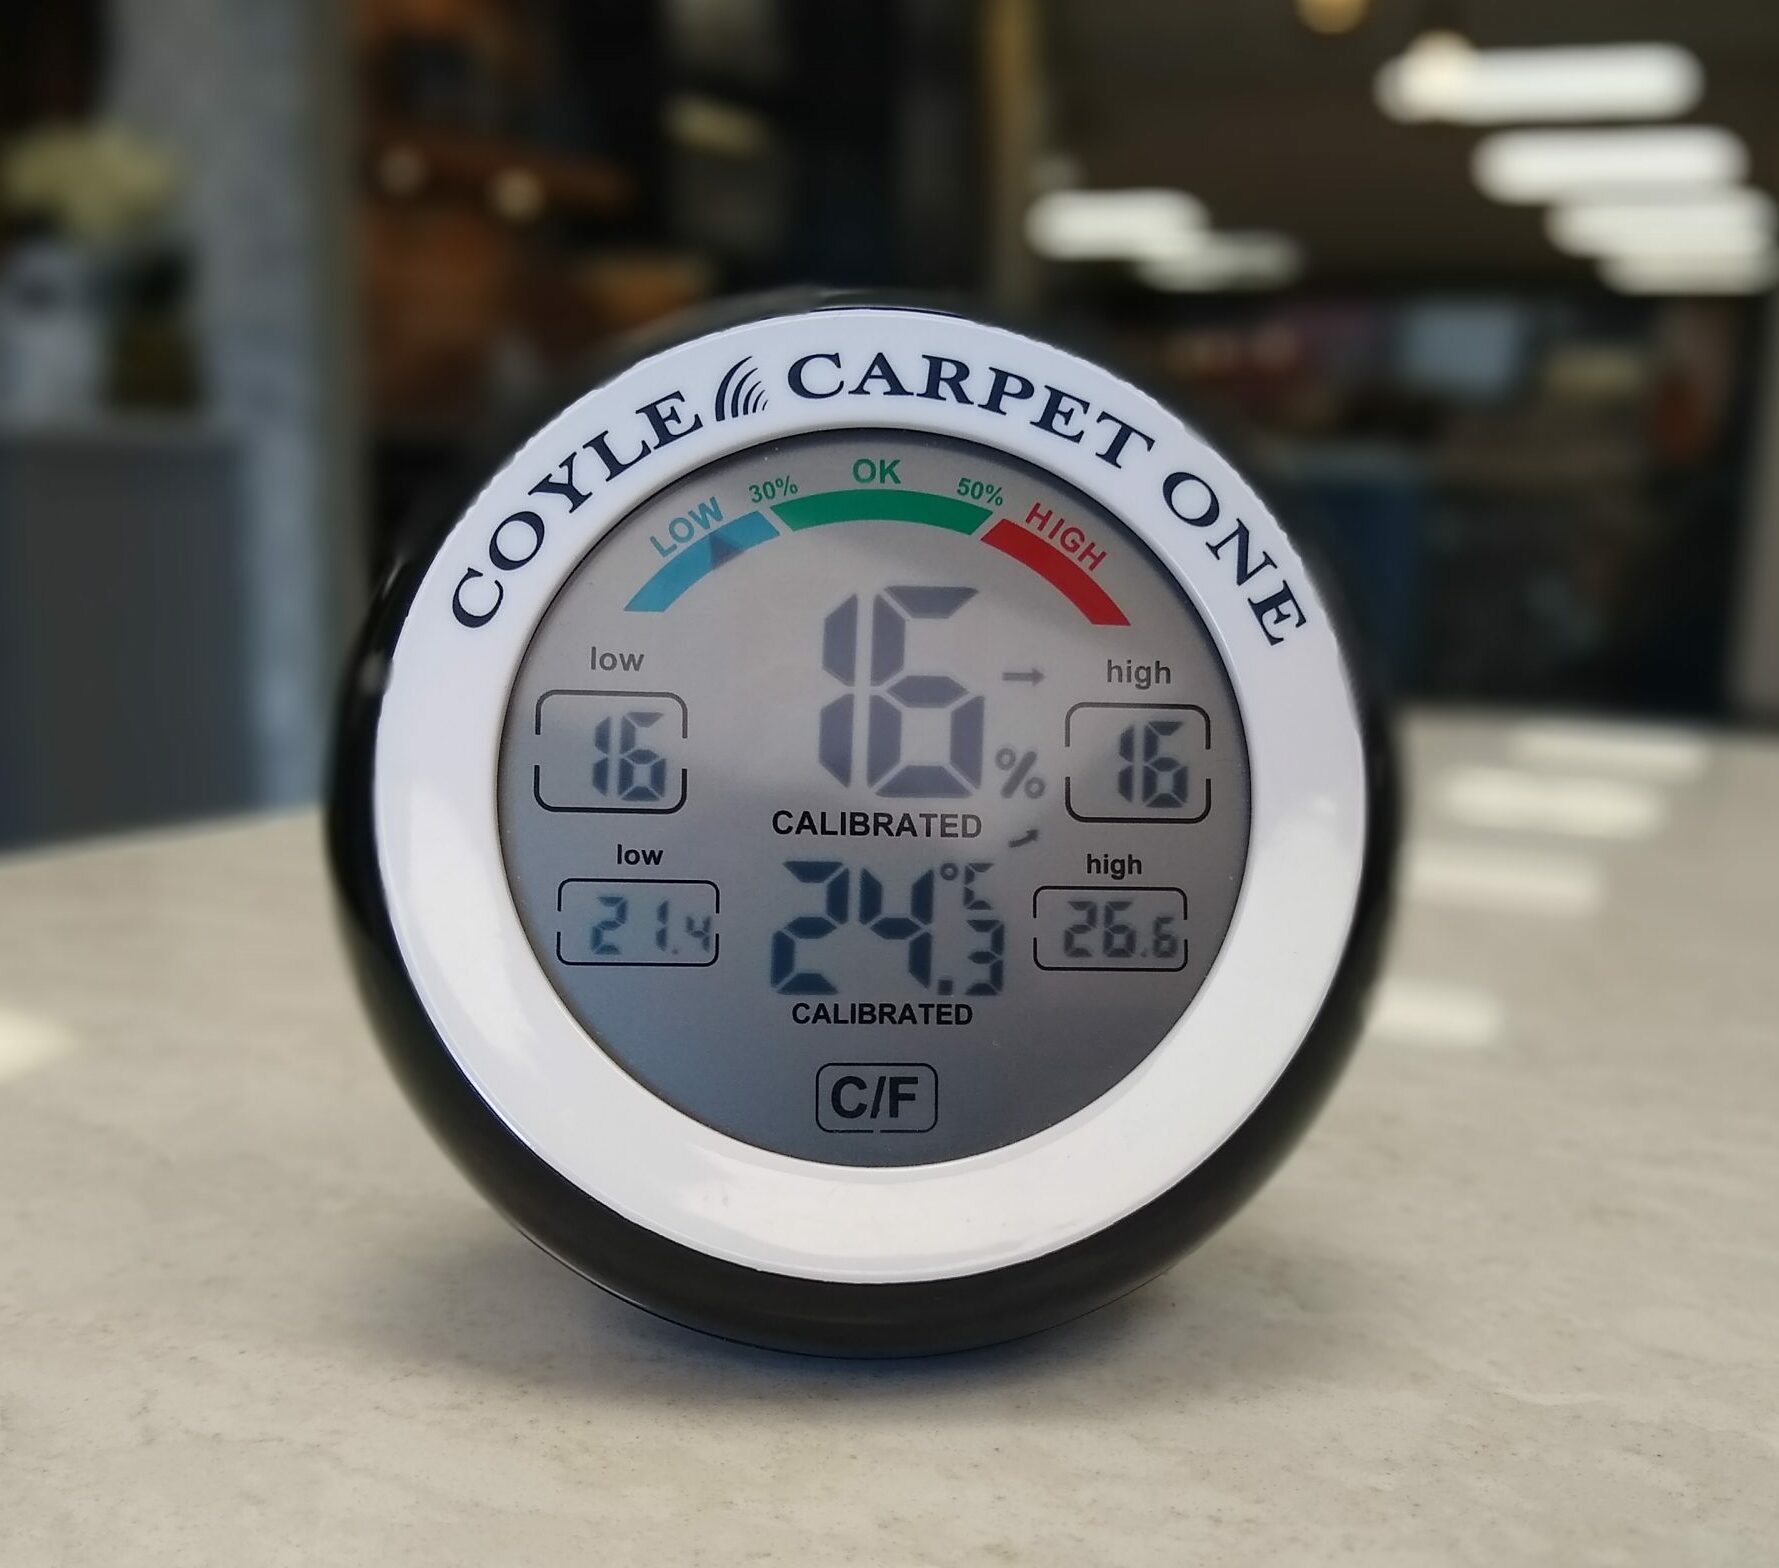 COYLE CARPET ONE
OK
30% 50%
LOW HIGH
low high
16 16 % 16
CALIBRATED
low high
21.4 24.3 °C 26.6
CALIBRATED
C/F